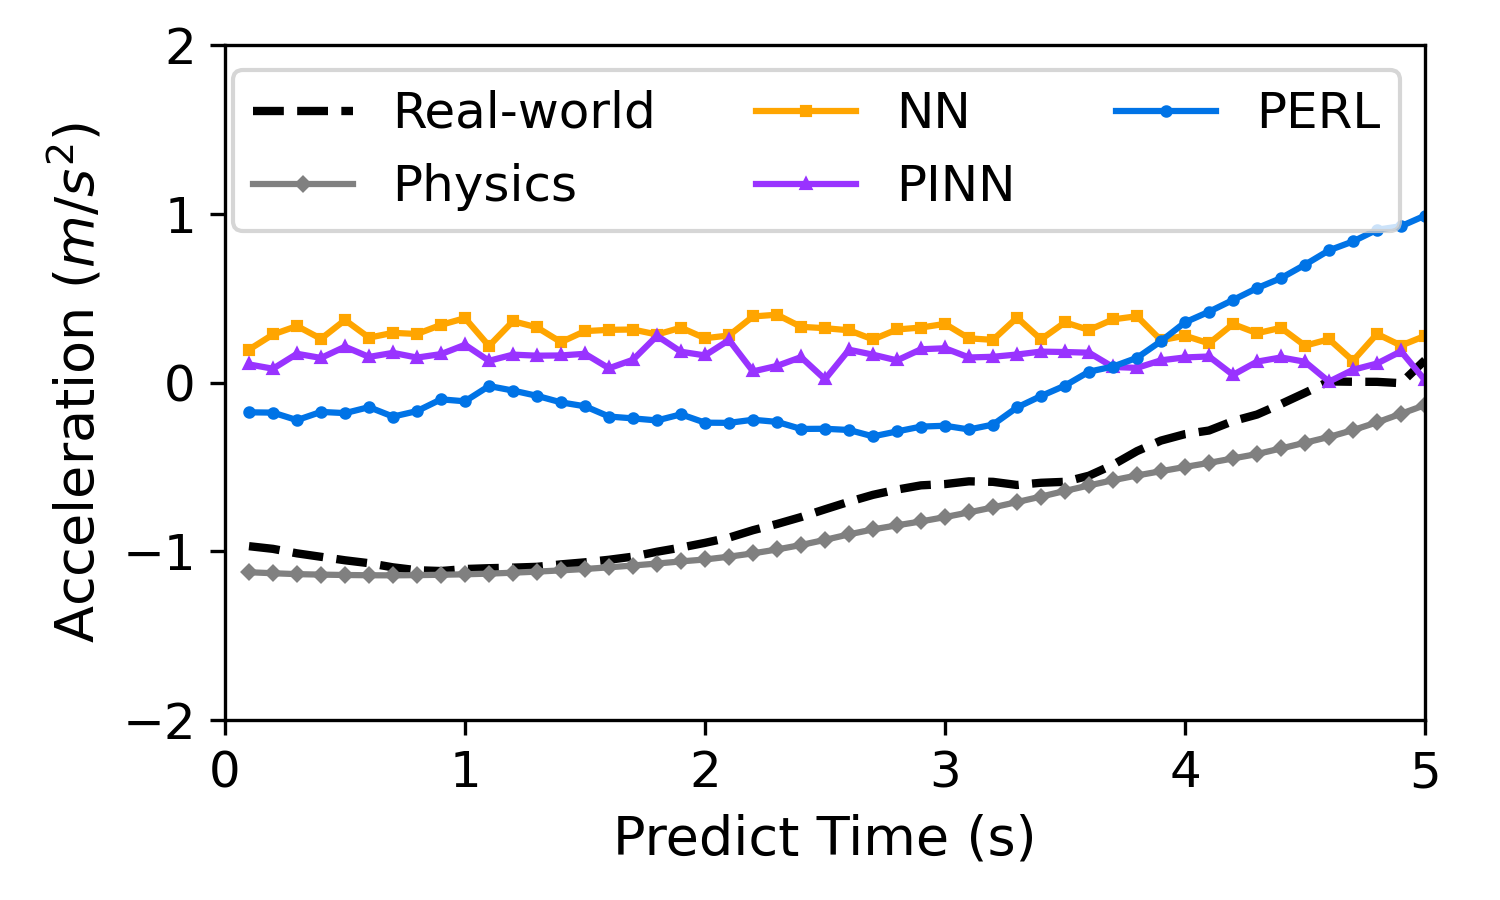 Acceleration (m/s²)
2
1
0
−1
−2
Real-world
NN
PERL
Physics
PINN
0 1 2 3 4 5
Predict Time (s)